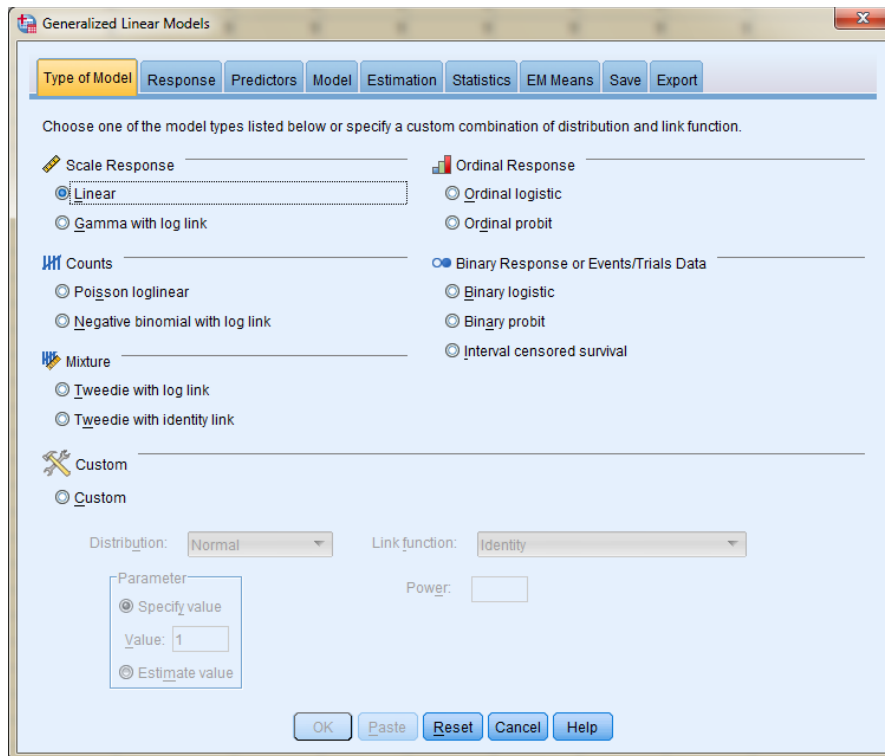 Generalized Linear Models
Type of Model Response Predictors Model Estimation Statistics EM Means Save Export
Choose one of the model types listed below or specify a custom combination of distribution and link function.
Scale Response
Linear
Gamma with log link
Counts
Poisson loglinear
Negative binomial with log link
Mixture
Tweedie with log link
Tweedie with identity link
Ordinal Response
Ordinal logistic
Ordinal probit
Binary Response or Events/Trials Data
Binary logistic
Binary probit
Interval censored survival
Custom
Custom
Distribution: Normal Link function: Identity
Parameter
Specify value
Value: 1
Estimate value
Power:
OK Paste Reset Cancel Help